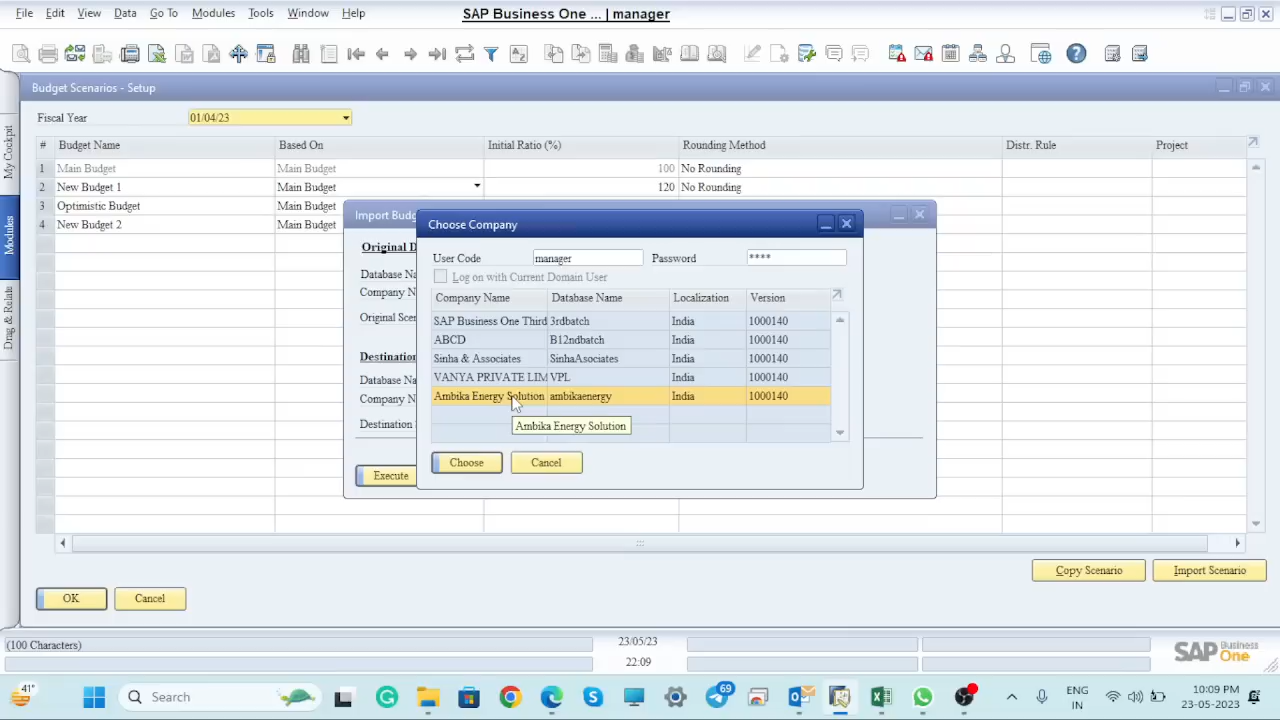 File Edit View Data Go To Modules Tools Window Help SAP Business One ... | manager
Budget Scenarios - Setup
Fiscal Year 01/04/23
# Budget Name Based On Initial Ratio (%) Rounding Method Distr. Rule Project
1 Main Budget Main Budget 100 No Rounding
2 New Budget 1 Main Budget 120 No Rounding
3 Optimistic Budget Main Budget
4 New Budget 2 Main Budget
My Cockpit
Modules
Drag & Relate
Import Budg
Original D
Database Na
Company N
Original Scen
Destination
Database Na
Company N
Destination
Execute
Choose Company
User Code manager Password ****
Log on with Current Domain User
Company Name Database Name Localization Version
SAP Business One Third 3rdbatch India 1000140
ABCD B12ndbatch India 1000140
Sinha & Associates SinhaAsociates India 1000140
VANYA PRIVATE LIM VPL India 1000140
Ambika Energy Solution ambikaenergy India 1000140
Ambika Energy Solution
Choose Cancel
Copy Scenario Import Scenario
OK Cancel
(100 Characters) 23/05/23
22:09
SAP Business One
41°
Search
69
ENG
IN
10:09 PM
23-05-2023